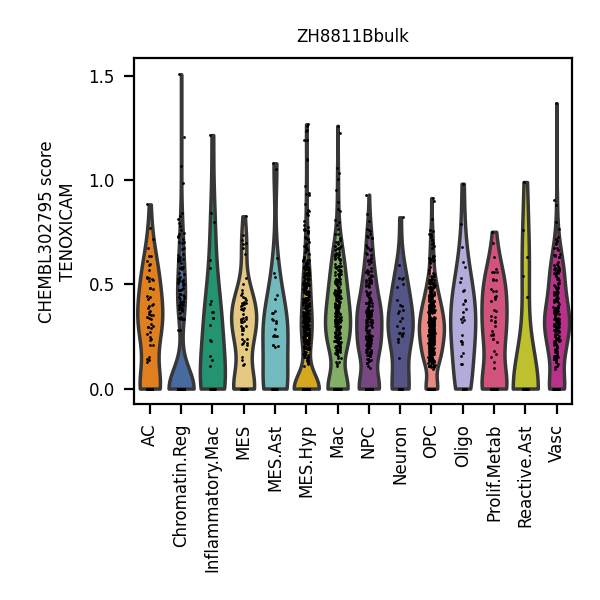 ZH8811Bbulk
CHEMBL302795 score
TENOXICAM
1.5
1.0
0.5
0.0
AC
Chromatin.Reg
Inflammatory.Mac
MES
MES.Ast
MES.Hyp
Mac
NPC
Neuron
OPC
Oligo
Prolif.Metab
Reactive.Ast
Vasc